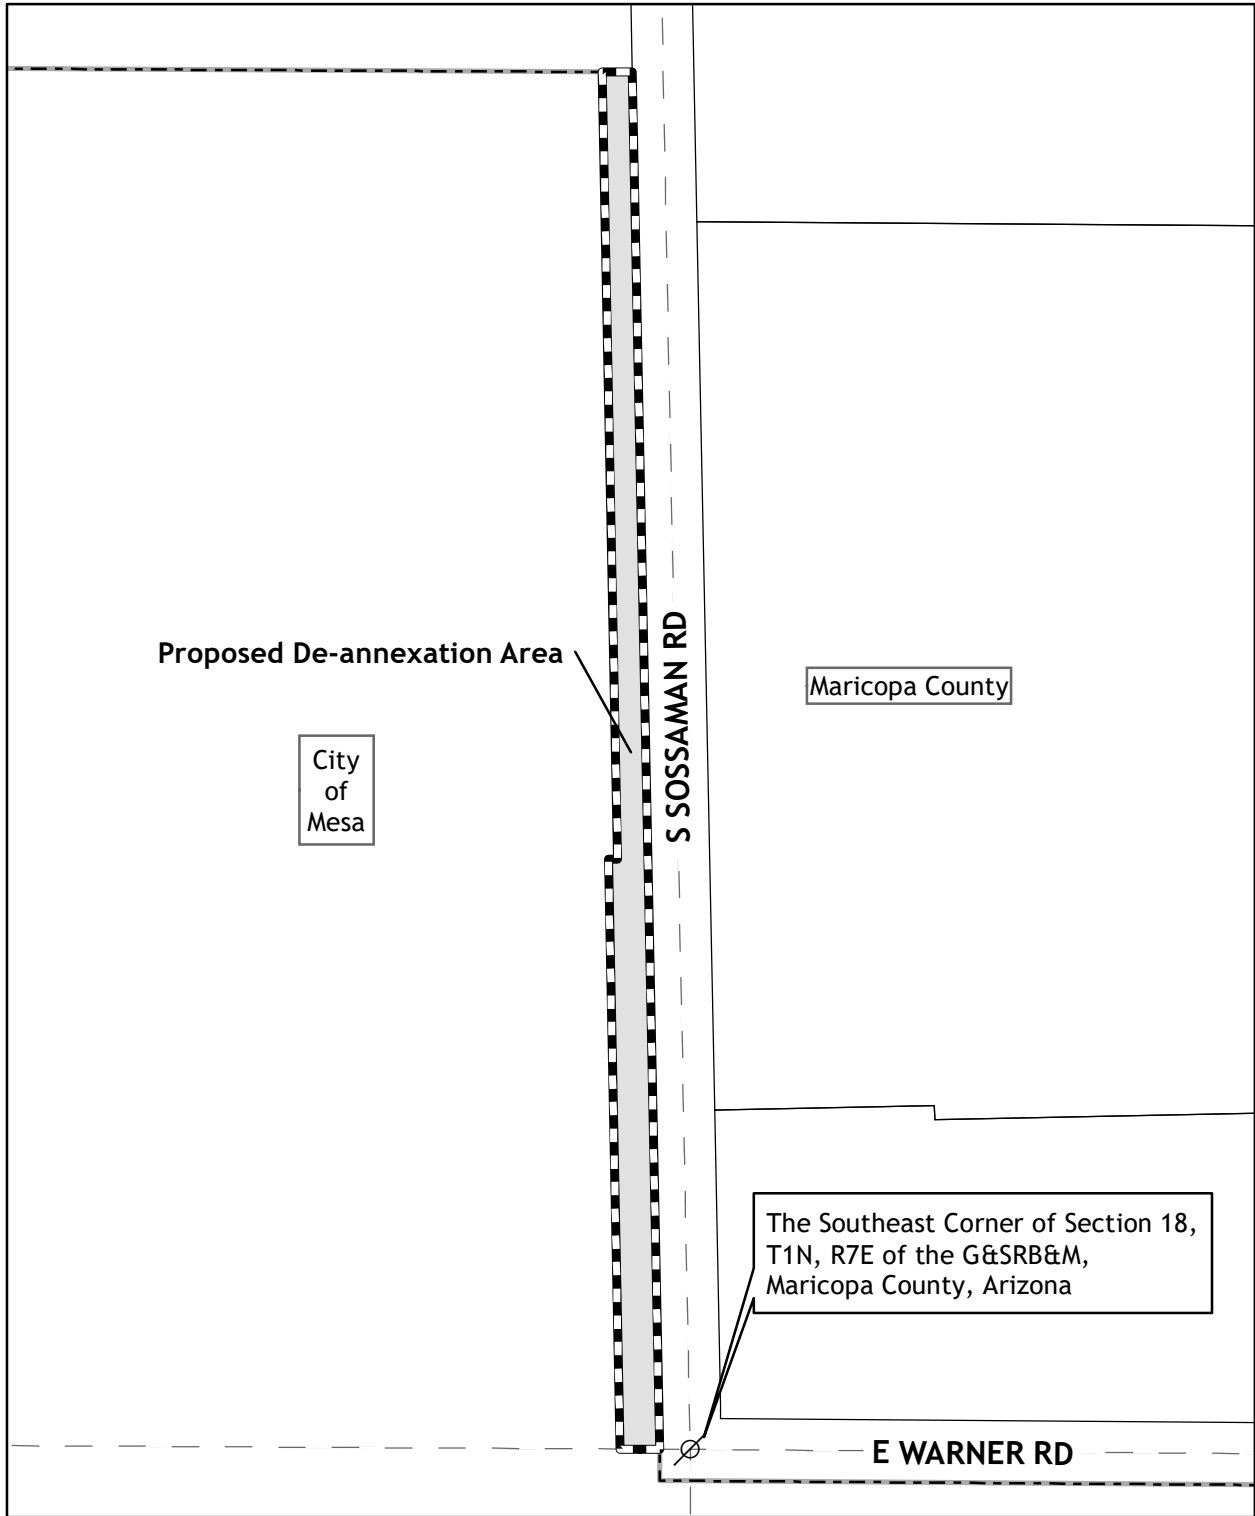 Proposed De-annexation Area
S SOSSAMAN RD
Maricopa County
City
of
Mesa
The Southeast Corner of Section 18,
T1N, R7E of the G&SRB&M,
Maricopa County, Arizona
E WARNER RD